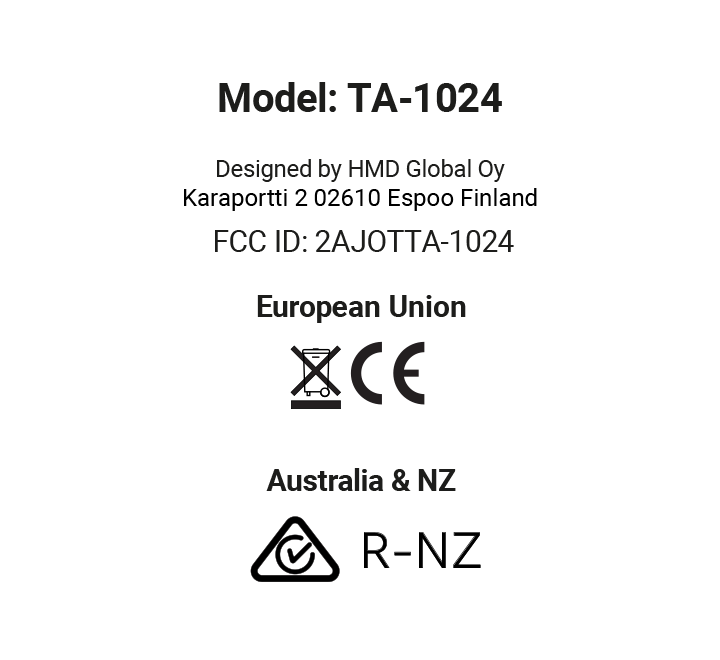 Model: TA-1024
Designed by HMD Global Oy
Karaportti 2 02610 Espoo Finland
FCC ID: 2AJOTTA-1024
European Union
CE
Australia & NZ
R-NZ